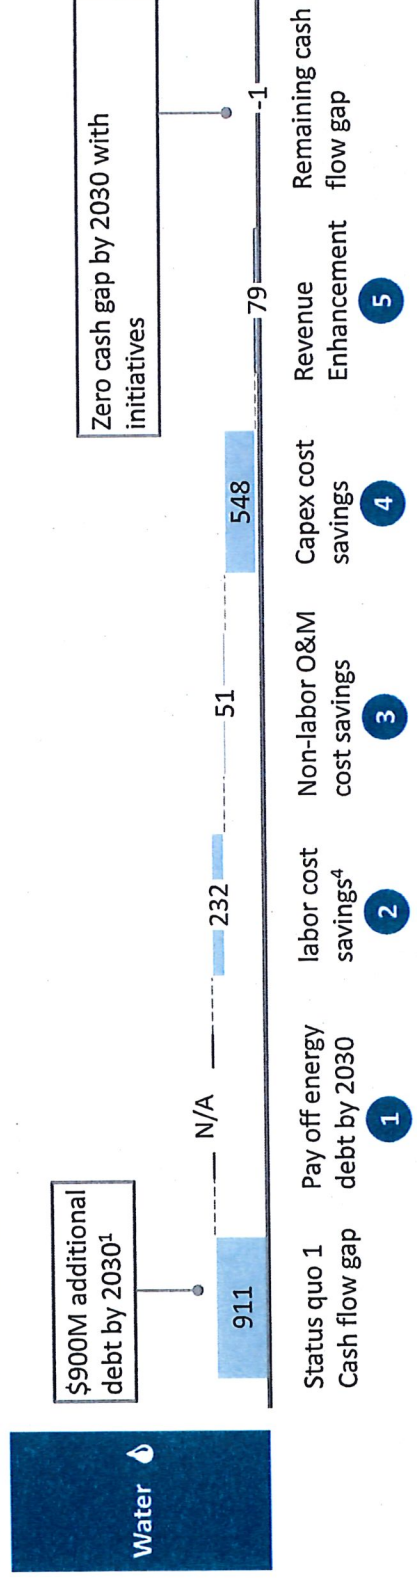 Water
$900M additional
debt by 2030¹
Zero cash gap by 2030 with
initiatives
911
N/A
232
51
548
79
-1
Status quo 1
Cash flow gap
Pay off energy
debt by 2030
1
labor cost
savings⁴
2
Non-labor O&M
cost savings
3
Capex cost
savings
4
Revenue
Enhancement
5
Remaining cash
flow gap